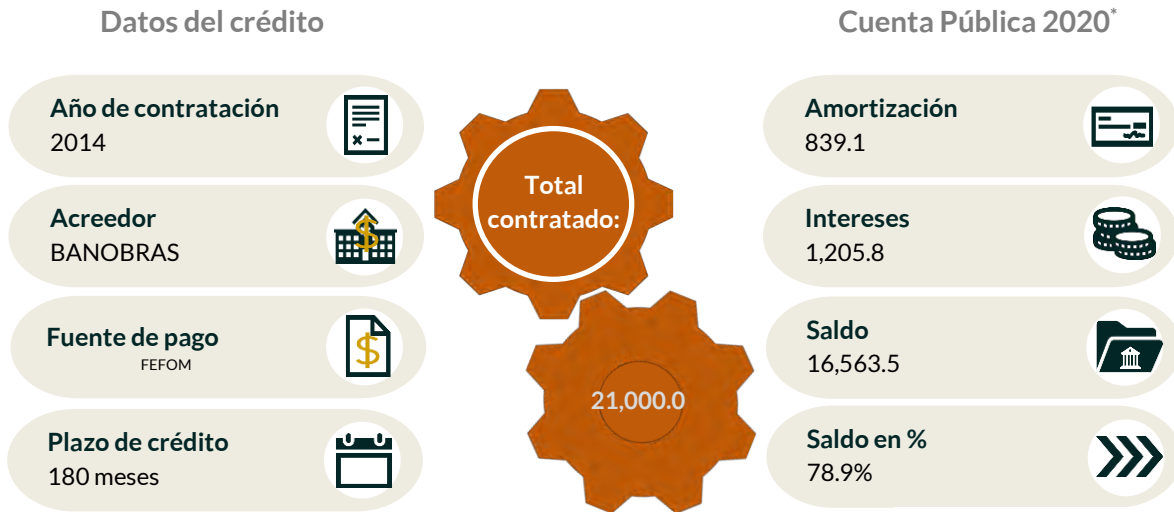 Datos del crédito
Año de contratación
2014
Acreedor
BANOBRAS
Fuente de pago
FEFOM
Plazo de crédito
180 meses
Total
contratado:
21,000.0
Cuenta Pública 2020*
Amortización
839.1
Intereses
1,205.8
Saldo
16,563.5
Saldo en %
78.9%